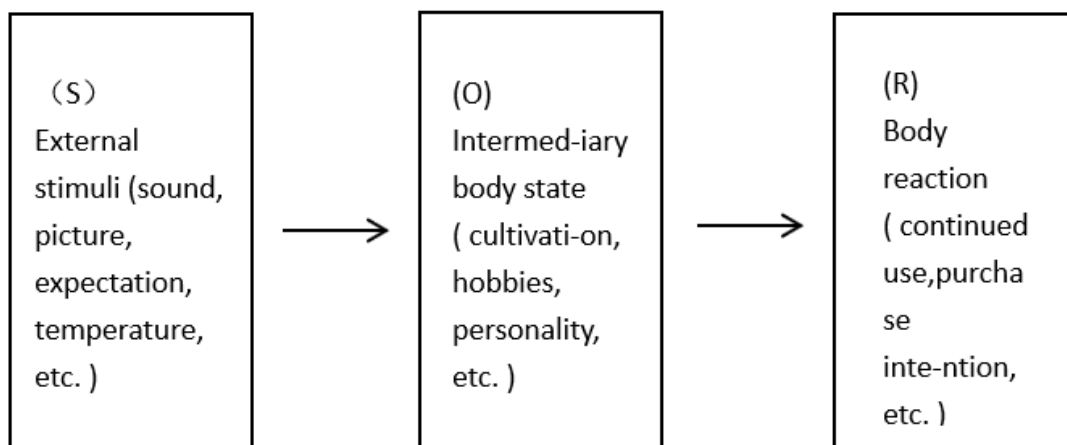 （S）
External
stimuli (sound,
picture,
expectation,
temperature,
etc. )
(O)
Intermed-iary
body state
( cultivati-on,
hobbies,
personality,
etc. )
(R)
Body
reaction
( continued
use,purcha
se
inte-ntion,
etc. )